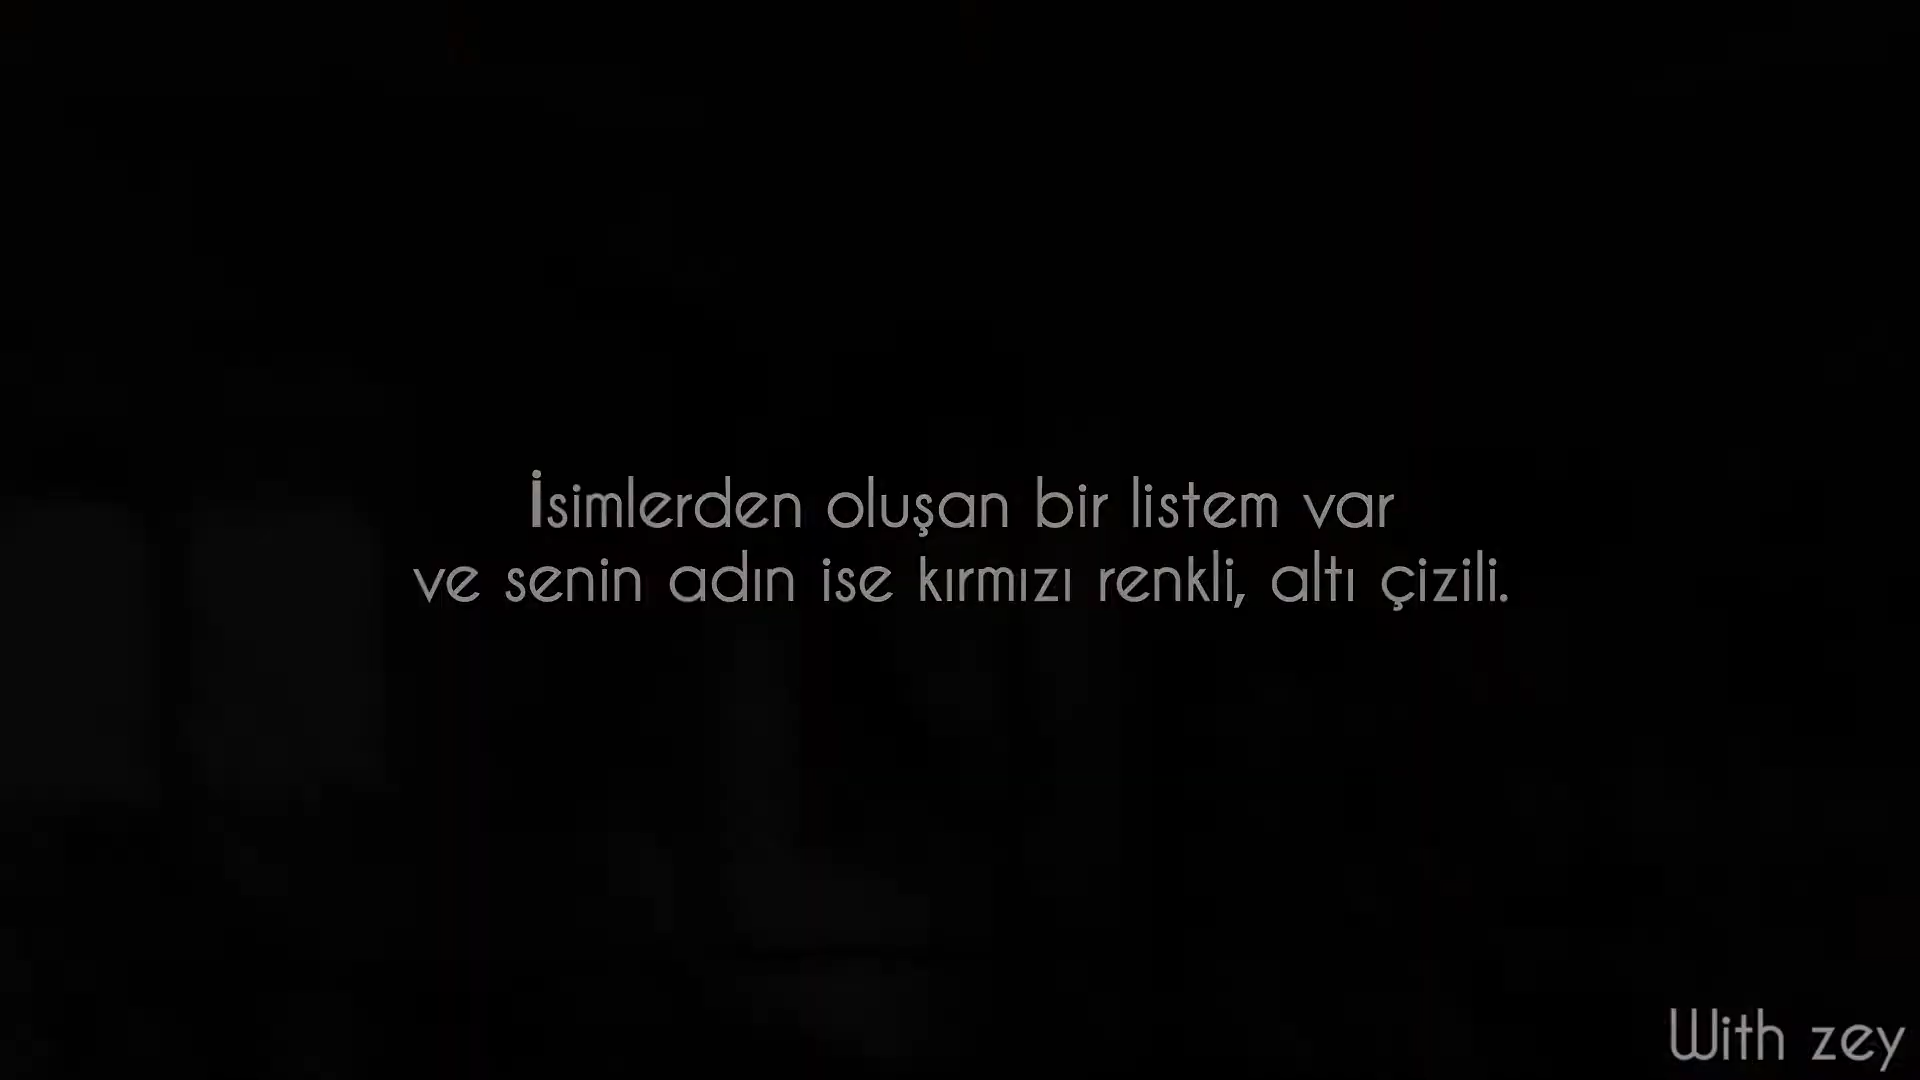 İsimlerden oluşan bir listem var
ve senin adın ise kırmızı renkli, altı çizili.
With zey